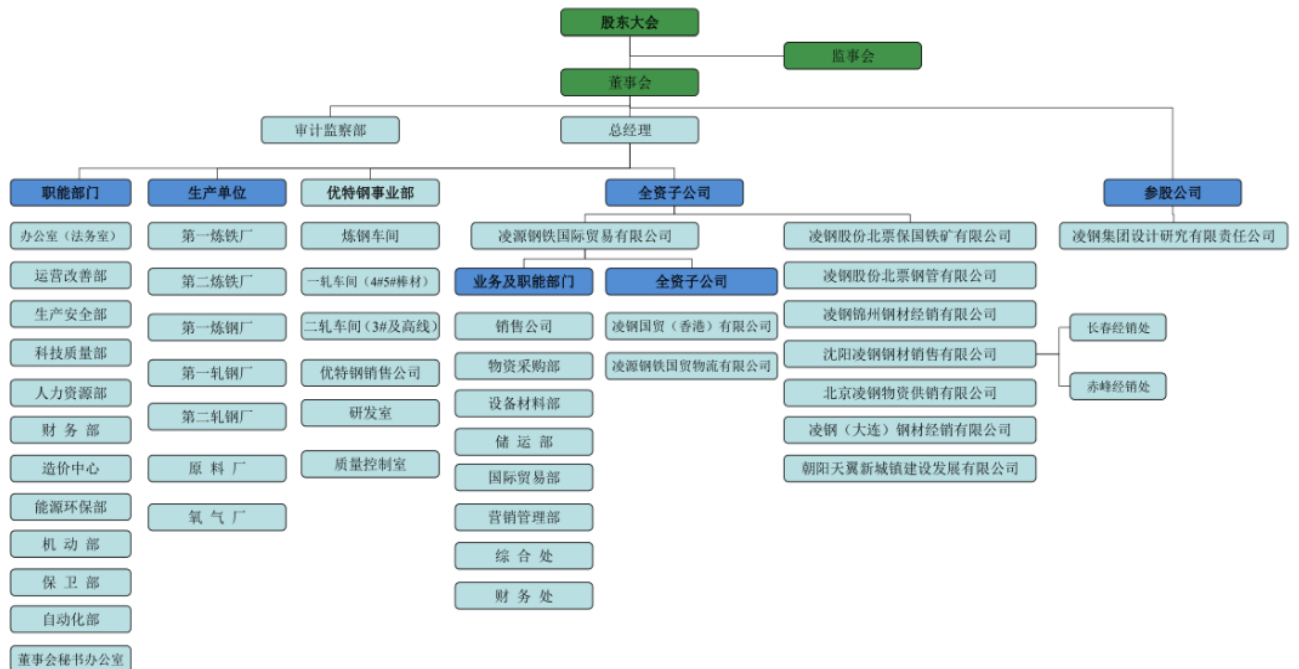 股东大会
监事会
董事会
审计监察部
总经理
职能部门
生产单位
优特钢事业部
全资子公司
参股公司
办公室（法务室）
运营改善部
生产安全部
科技质量部
人力资源部
财 务 部
造价中心
能源环保部
机 动 部
保 卫 部
自动化部
董事会秘书办公室
第一炼铁厂
第二炼铁厂
第一炼钢厂
第一轧钢厂
第二轧钢厂
原 料 厂
氧 气 厂
炼钢车间
一轧车间（4#5#棒材）
二轧车间（3#及高线）
优特钢销售公司
研发室
质量控制室
凌源钢铁国际贸易有限公司
业务及职能部门
销售公司
物资采购部
设备材料部
储 运 部
国际贸易部
营销管理部
综 合 处
财 务 处
全资子公司
凌钢国贸（香港）有限公司
凌源钢铁国贸物流有限公司
凌钢股份北票保国铁矿有限公司
凌钢股份北票钢管有限公司
凌钢锦州钢材经销有限公司
沈阳凌钢钢材销售有限公司
北京凌钢物资供销有限公司
凌钢（大连）钢材经销有限公司
朝阳天翼新城镇建设发展有限公司
长春经销处
赤峰经销处
凌钢集团设计研究有限责任公司